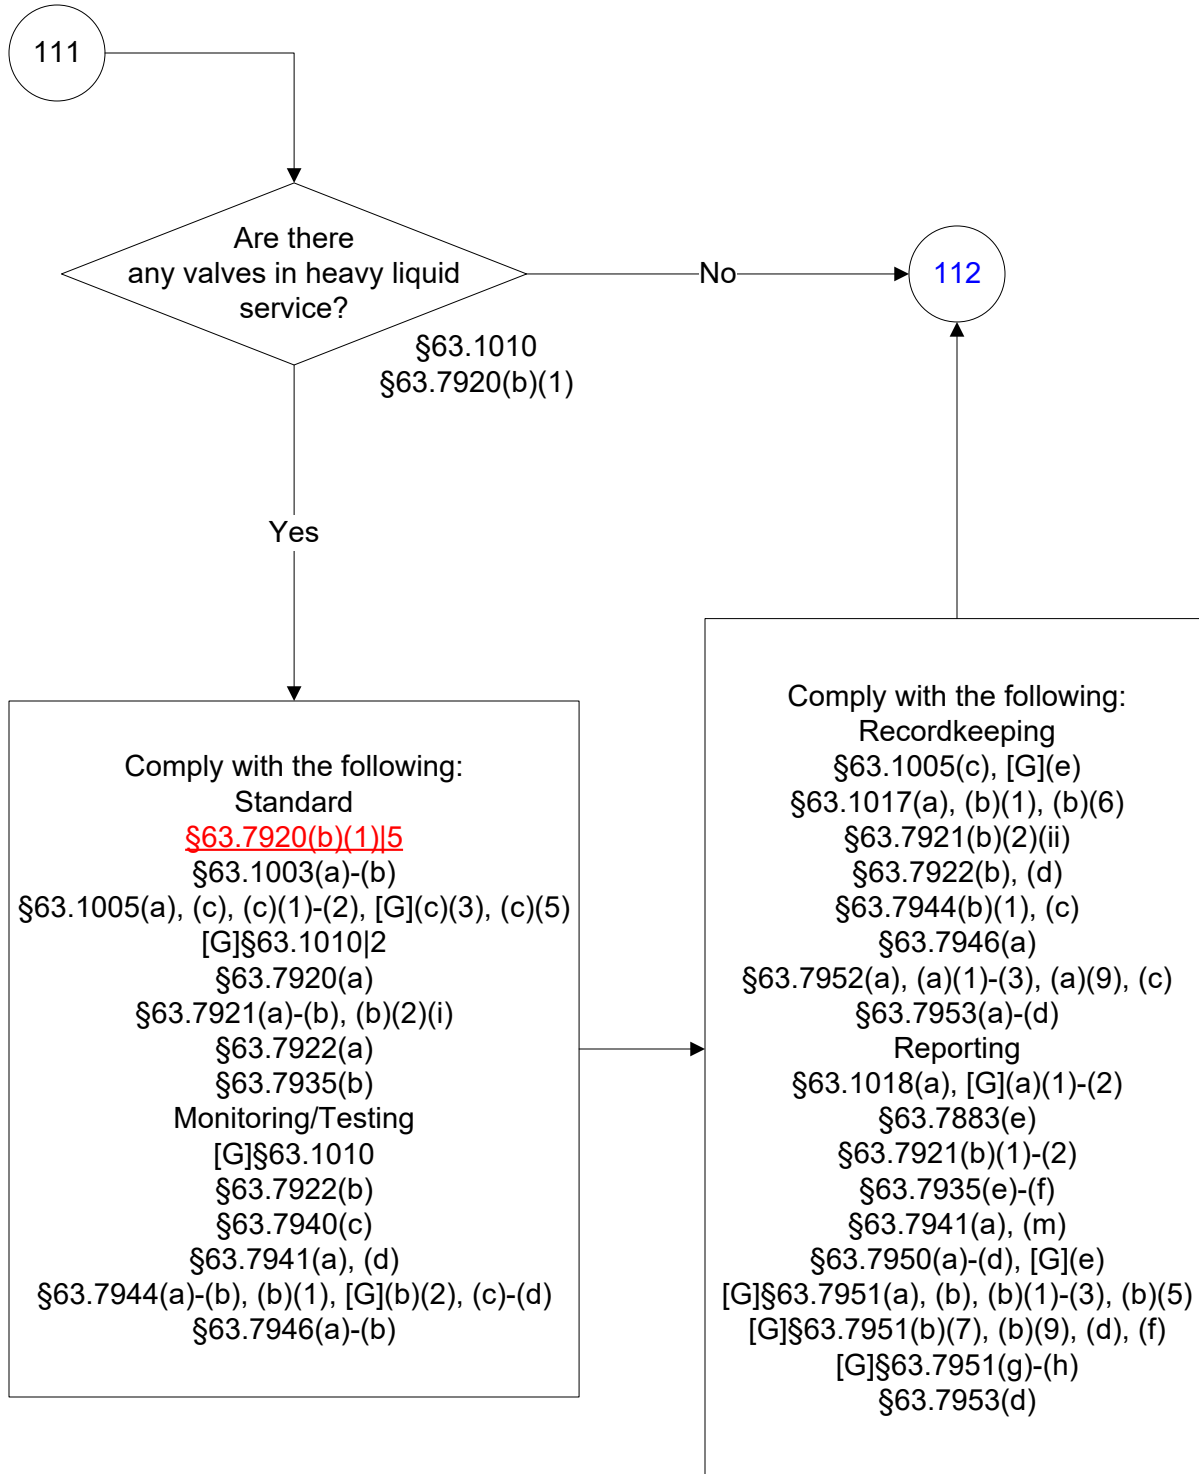 111
Are there
any valves in heavy liquid
service?
No
112
§63.1010
§63.7920(b)(1)
Yes
Comply with the following:
Standard
§63.7920(b)(1)|5
§63.1003(a)-(b)
§63.1005(a), (c), (c)(1)-(2), [G](c)(3), (c)(5)
[G]§63.1010|2
§63.7920(a)
§63.7921(a)-(b), (b)(2)(i)
§63.7922(a)
§63.7935(b)
Monitoring/Testing
[G]§63.1010
§63.7922(b)
§63.7940(c)
§63.7941(a), (d)
§63.7944(a)-(b), (b)(1), [G](b)(2), (c)-(d)
§63.7946(a)-(b)
Comply with the following:
Recordkeeping
§63.1005(c), [G](e)
§63.1017(a), (b)(1), (b)(6)
§63.7921(b)(2)(ii)
§63.7922(b), (d)
§63.7944(b)(1), (c)
§63.7946(a)
§63.7952(a), (a)(1)-(3), (a)(9), (c)
§63.7953(a)-(d)
Reporting
§63.1018(a), [G](a)(1)-(2)
§63.7883(e)
§63.7921(b)(1)-(2)
§63.7935(e)-(f)
§63.7941(a), (m)
§63.7950(a)-(d), [G](e)
[G]§63.7951(a), (b), (b)(1)-(3), (b)(5)
[G]§63.7951(b)(7), (b)(9), (d), (f)
[G]§63.7951(g)-(h)
§63.7953(d)